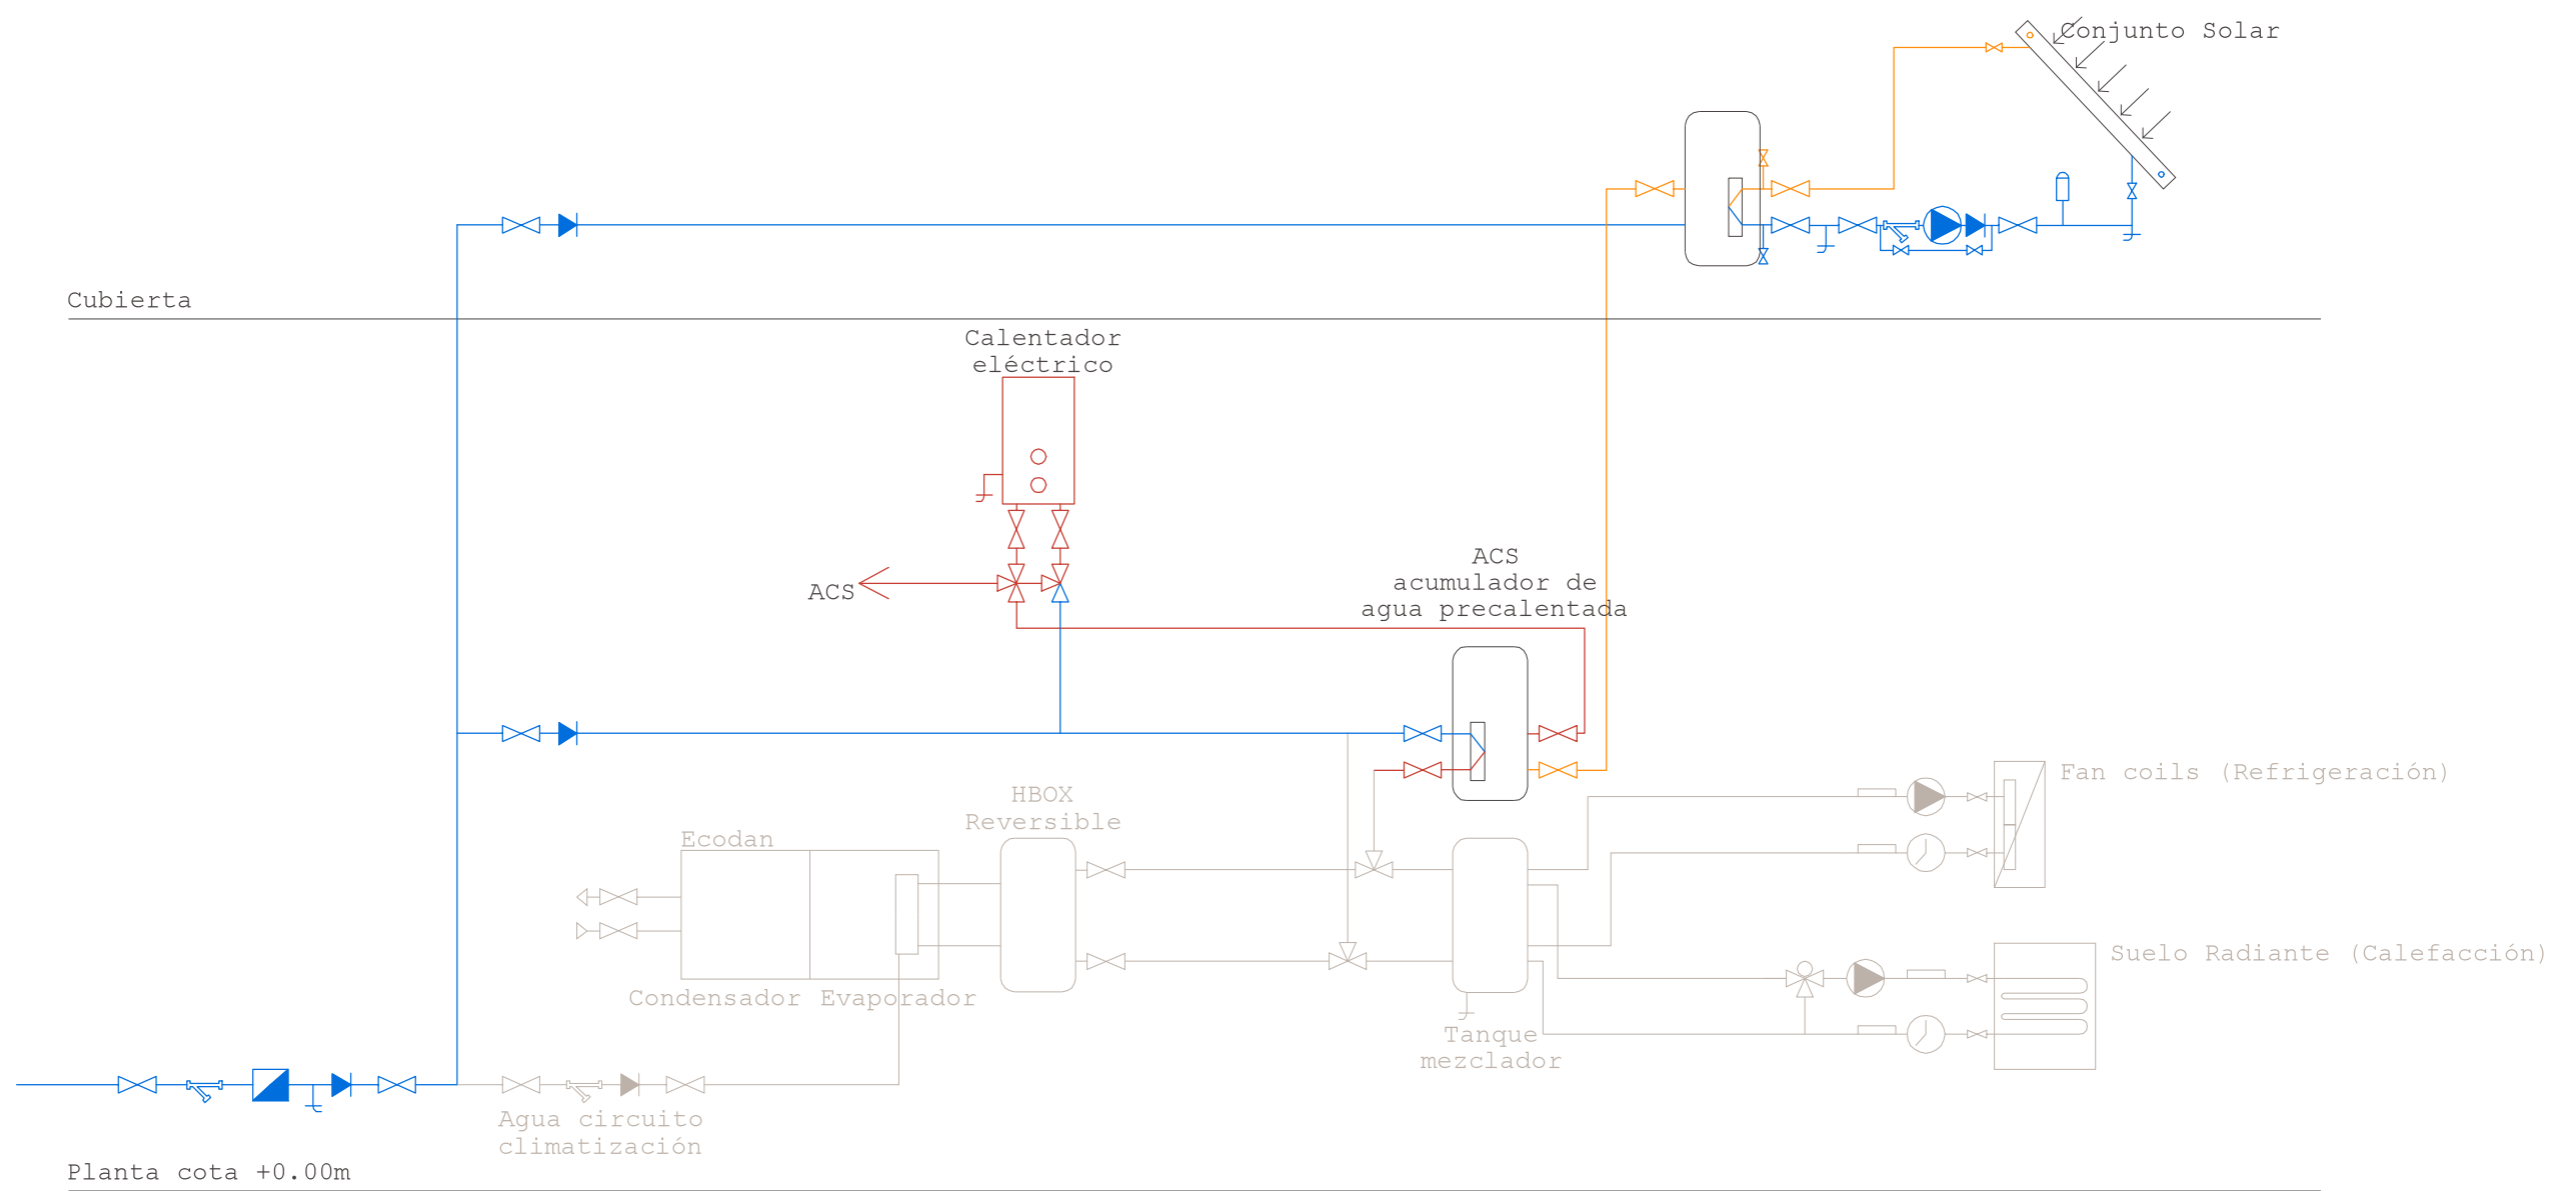 Conjunto Solar
Cubierta
Calentador
eléctrico
ACS
ACS
acumulador de
agua precalentada
HBOX
Reversible
Fan coils (Refrigeración)
Ecodan
Condensador
Evaporador
Suelo Radiante (Calefacción)
Tanque
mezclador
Agua circuito
climatización
Planta cota +0.00m